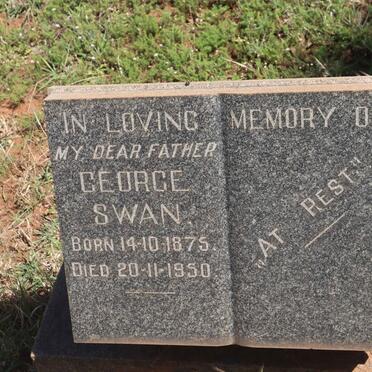 IN LOVING MEMORY O
MY DEAR FATHER
GEORGE
SWAN.
BORN 14-10-1875.
DIED 20-11-1950.
"AT REST"